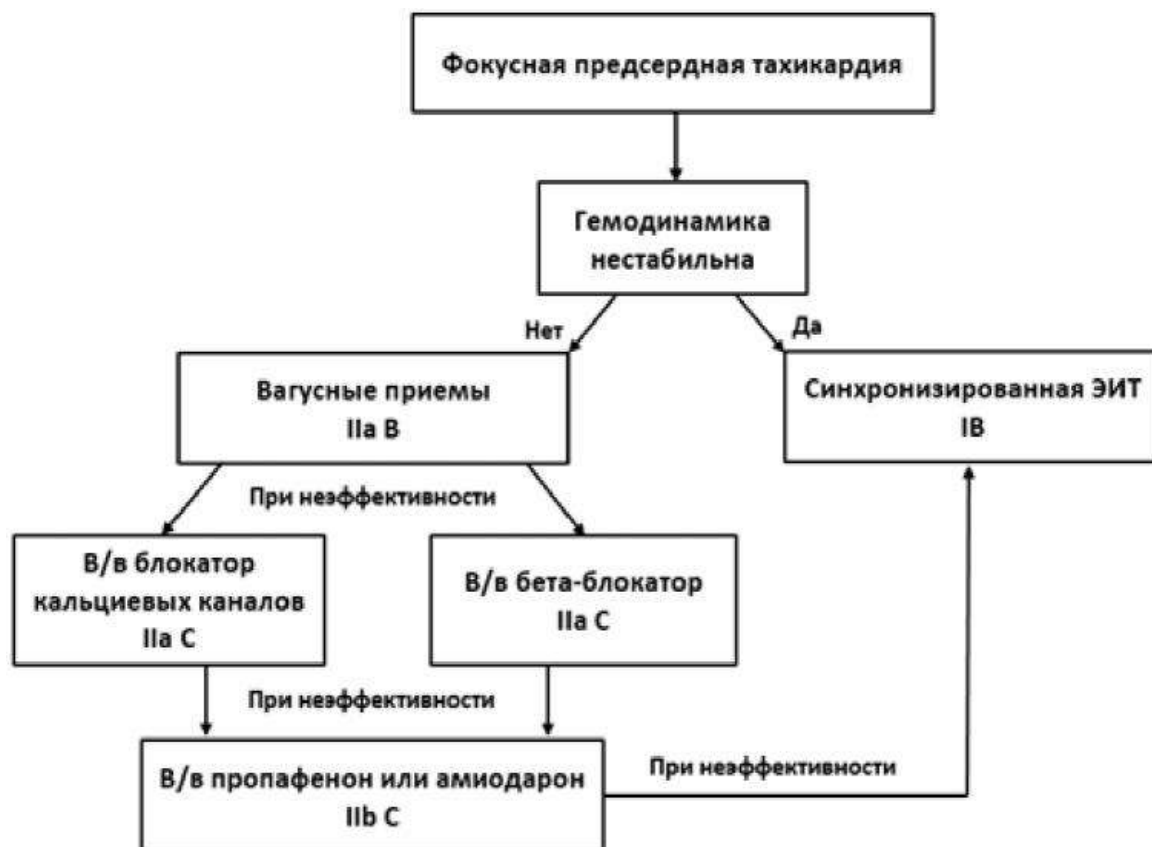 Фокусная предсердная тахикардия
Гемодинамика
нестабильна
Нет
Да
Вагусные приемы
IIa B
Синхронизированная ЭИТ
IB
При неэффективности
В/в блокатор
кальциевых каналов
IIa C
В/в бета-блокатор
IIa C
При неэффективности
В/в пропафенон или амиодарон
IIb C
При неэффективности